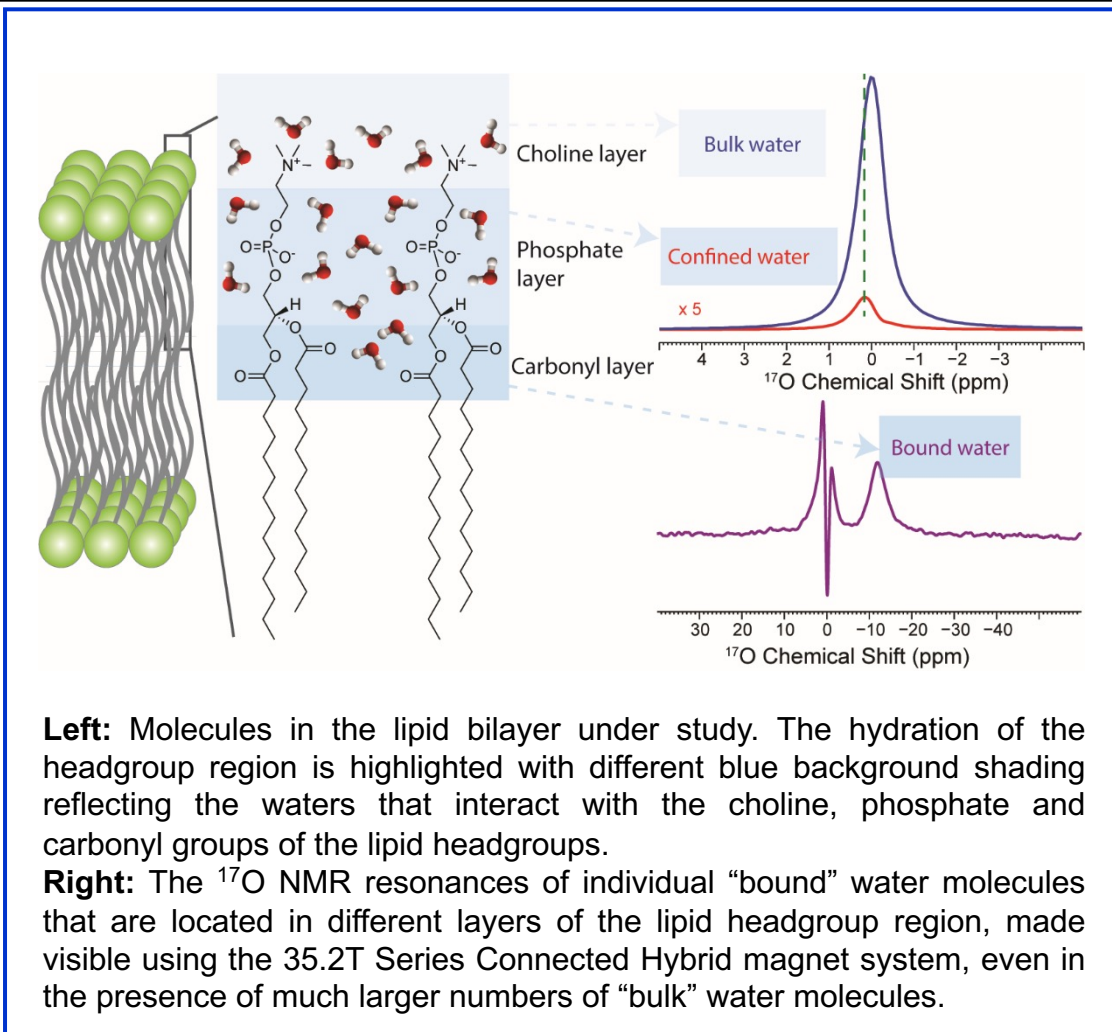 Choline layer
Phosphate
layer
Carbonyl layer
N⁺
O
O=P
O⁻
O
H
O
O
O
O
N⁺
O
O=P
O⁻
O
H
O
O
O
O
Bulk water
Confined water
x 5
4 3 2 1 0 −1 −2 −3
¹⁷O Chemical Shift (ppm)
Bound water
30 20 10 0 −10 −20 −30 −40
¹⁷O Chemical Shift (ppm)
Left: Molecules in the lipid bilayer under study. The hydration of the
headgroup region is highlighted with different blue background shading
reflecting the waters that interact with the choline, phosphate and
carbonyl groups of the lipid headgroups.
Right: The ¹⁷O NMR resonances of individual “bound” water molecules
that are located in different layers of the lipid headgroup region, made
visible using the 35.2T Series Connected Hybrid magnet system, even in
the presence of much larger numbers of “bulk” water molecules.